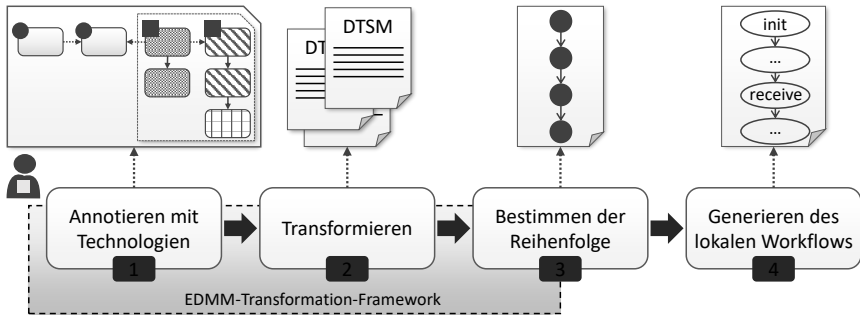 DTSM
DT
init
...
receive
...
Annotieren mit
Technologien
1
Transformieren
2
Bestimmen der
Reihenfolge
3
Generieren des
lokalen Workflows
4
EDMM-Transformation-Framework